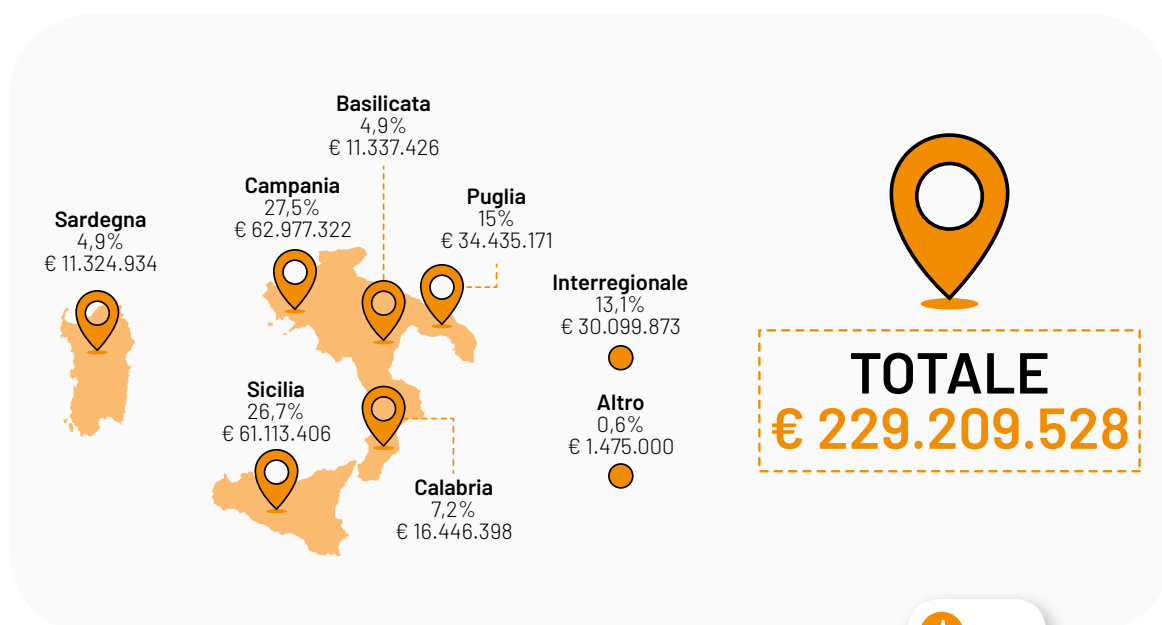 Basilicata
4,9%
€ 11.337.426
Campania
27,5%
€ 62.977.322
Puglia
15%
€ 34.435.171
Sardegna
4,9%
€ 11.324.934
Interregionale
13,1%
€ 30.099.873
Sicilia
26,7%
€ 61.113.406
Altro
0,6%
€ 1.475.000
Calabria
7,2%
€ 16.446.398
TOTALE
€ 229.209.528